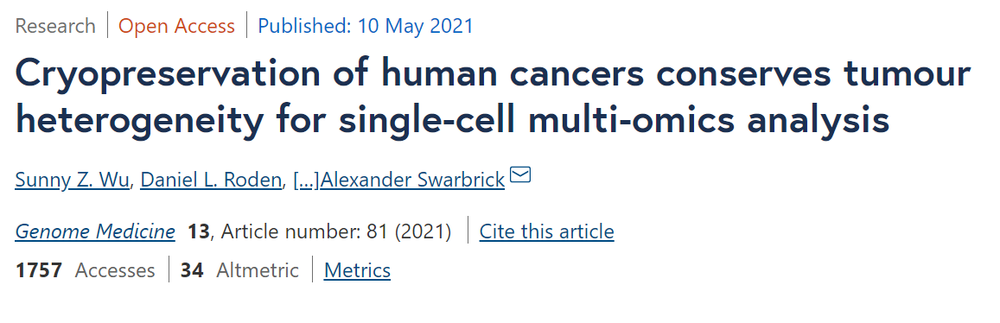 Research | Open Access | Published: 10 May 2021
Cryopreservation of human cancers conserves tumour
heterogeneity for single-cell multi-omics analysis
Sunny Z. Wu, Daniel L. Roden, [...]Alexander Swarbrick
Genome Medicine 13, Article number: 81 (2021) | Cite this article
1757 Accesses | 34 Altmetric | Metrics